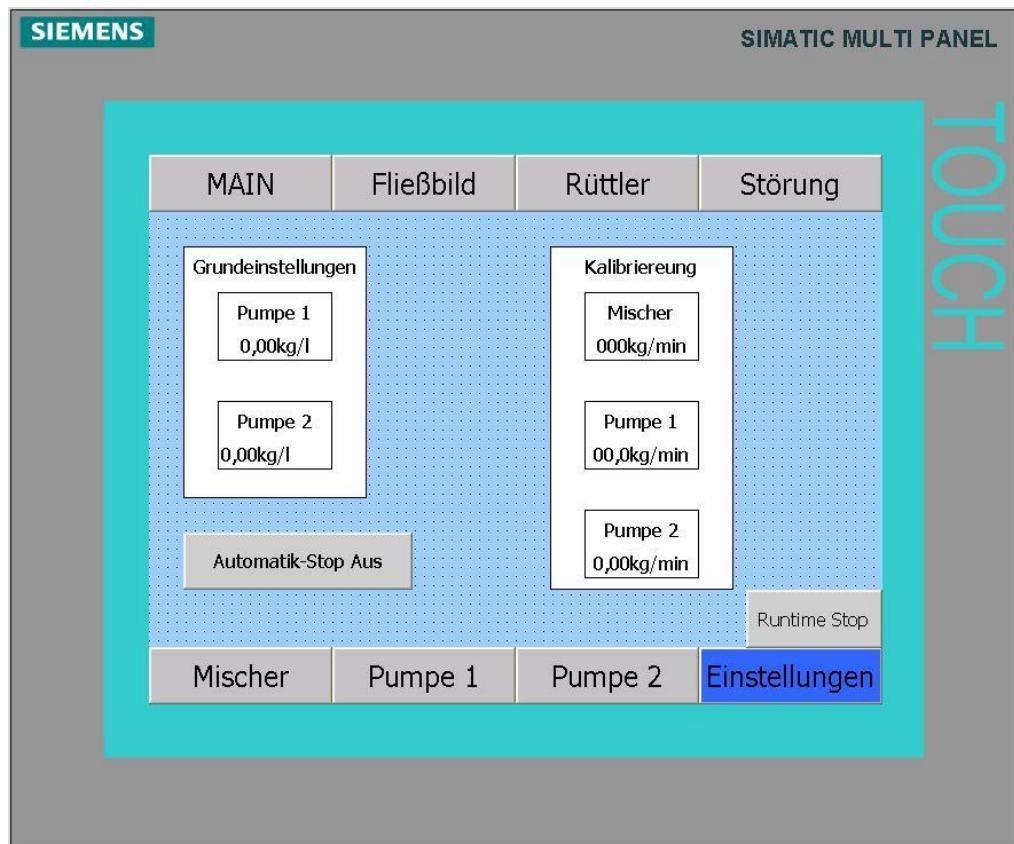 SIEMENS
SIMATIC MULTI PANEL
TOUCH
MAIN
Fließbild
Rüttler
Störung
Grundeinstellungen
Pumpe 1
0,00kg/l
Pumpe 2
0,00kg/l
Automatik-Stop Aus
Kalibriereung
Mischer
000kg/min
Pumpe 1
00,0kg/min
Pumpe 2
0,00kg/min
Runtime Stop
Mischer
Pumpe 1
Pumpe 2
Einstellungen